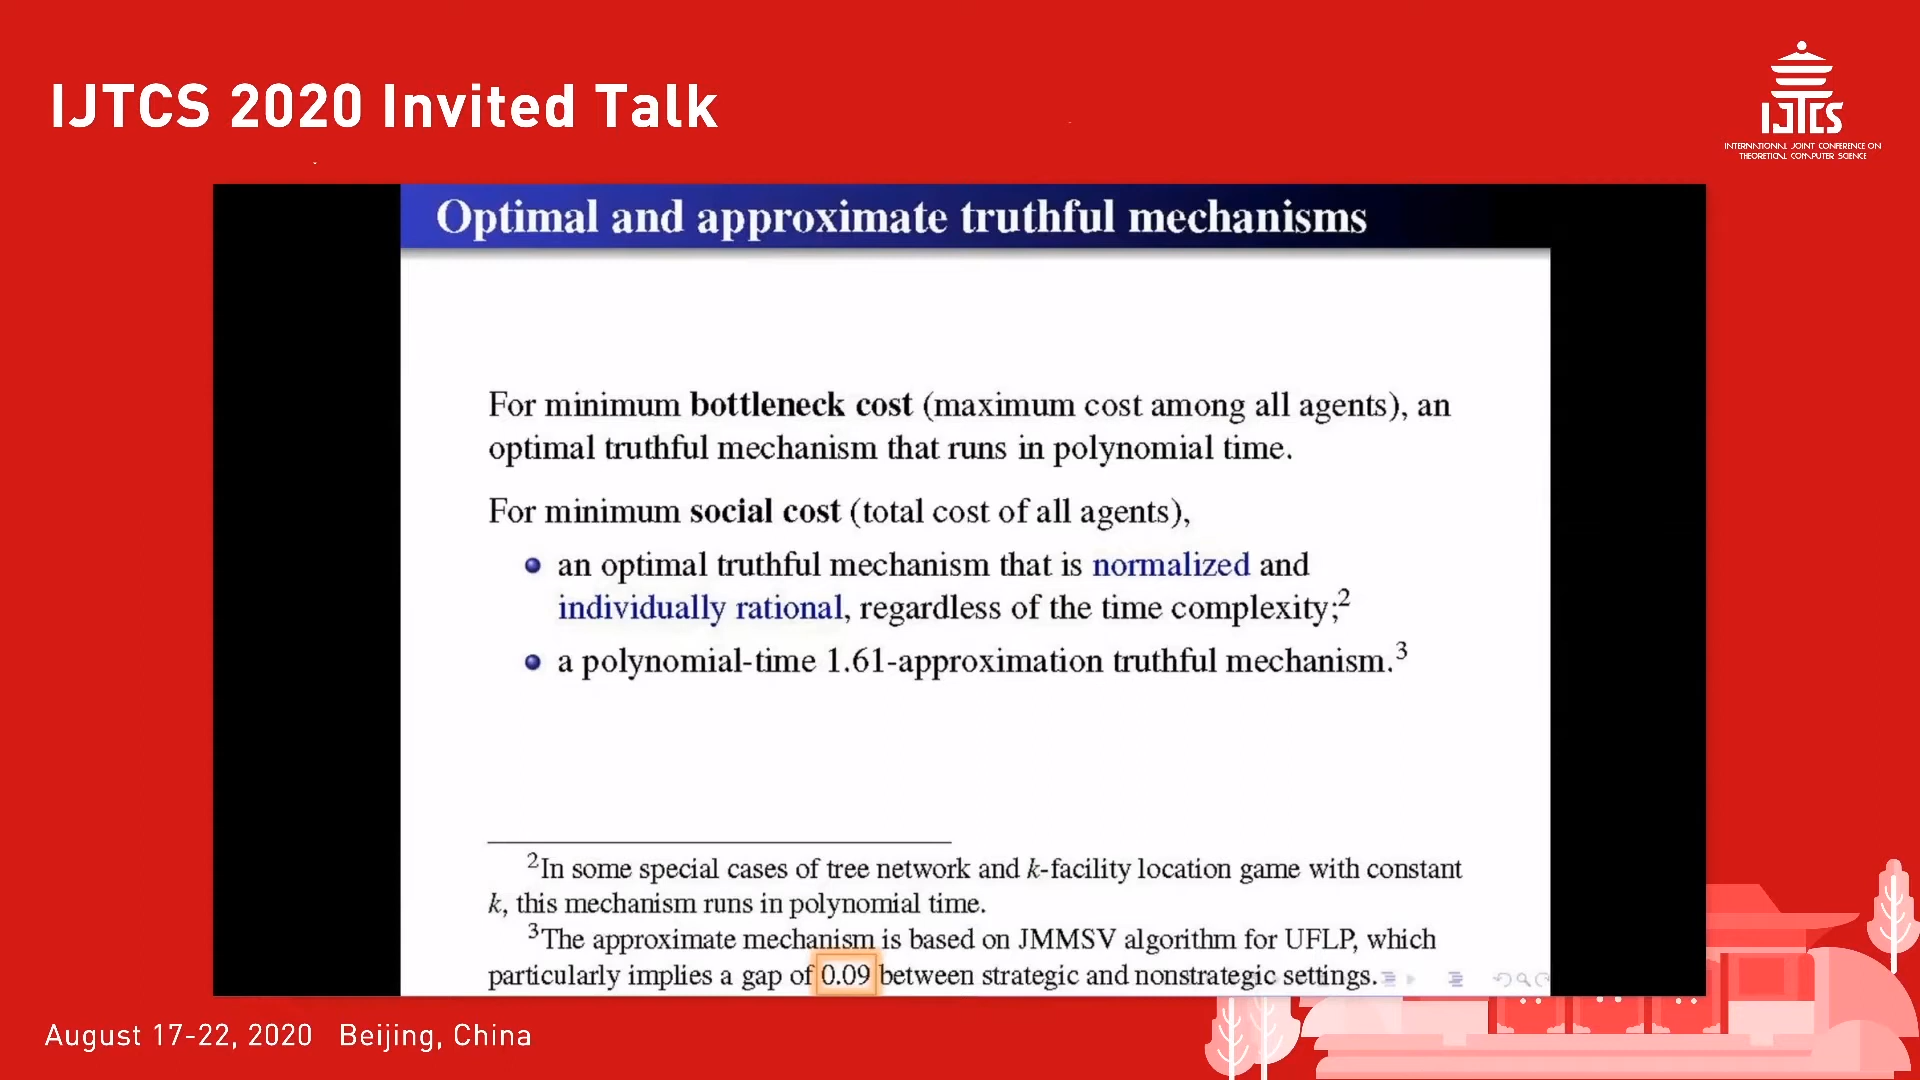 IJTCS 2020 Invited Talk
IJTCS
INTERNATIONAL JOINT CONFERENCE ON
THEORETICAL COMPUTER SCIENCE
Optimal and approximate truthful mechanisms
For minimum bottleneck cost (maximum cost among all agents), an
optimal truthful mechanism that runs in polynomial time.
For minimum social cost (total cost of all agents),
an optimal truthful mechanism that is normalized and
individually rational, regardless of the time complexity;²
a polynomial-time 1.61-approximation truthful mechanism.³
²In some special cases of tree network and k-facility location game with constant
k, this mechanism runs in polynomial time.
³The approximate mechanism is based on JMMSV algorithm for UFLP, which
particularly implies a gap of 0.09 between strategic and nonstrategic settings.
August 17-22, 2020 Beijing, China